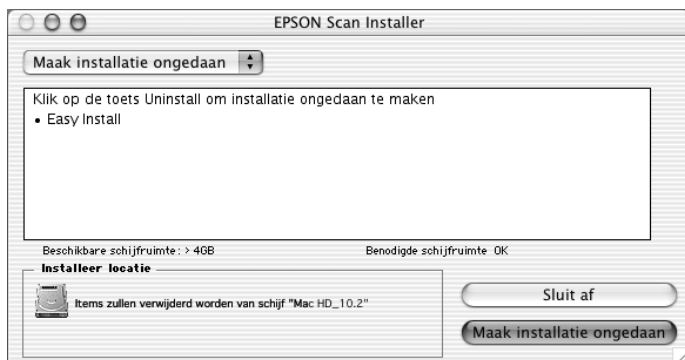 EPSON Scan Installer
Maak installatie ongedaan
Klik op de toets Uninstall om installatie ongedaan te maken
• Easy Install
Beschikbare schijfruimte: > 4GB Benodigde schijfruimte OK
Installeer locatie
Items zullen verwijderd worden van schijf "Mac HD_10.2"
Sluit af
Maak installatie ongedaan